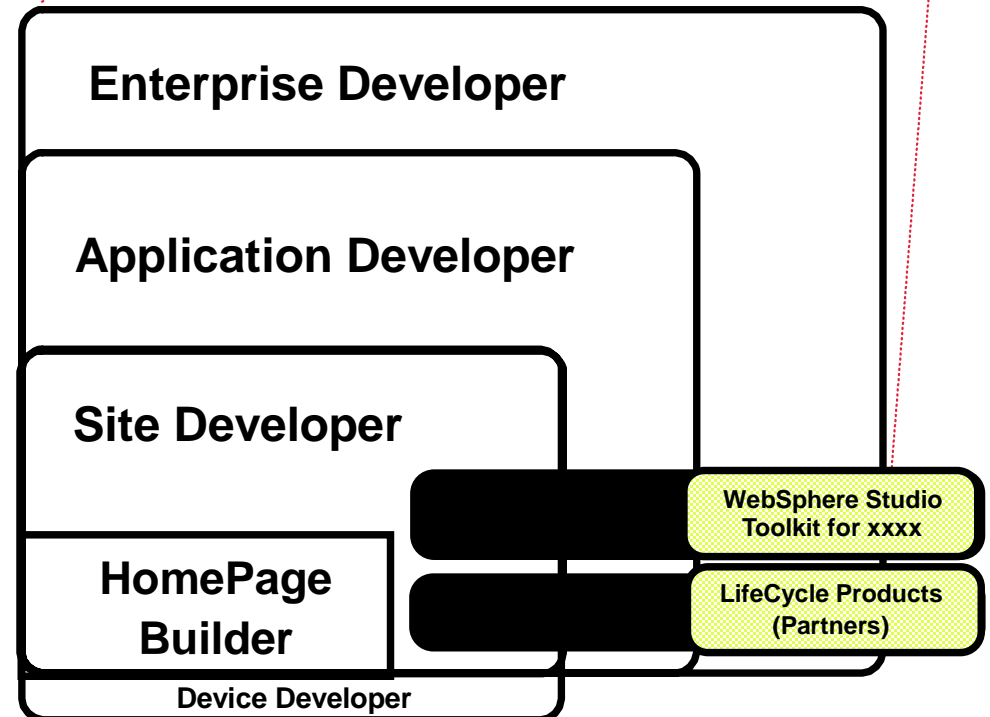 Enterprise Developer
Application Developer
Site Developer
WebSphere Studio
Toolkit for xxxx
HomePage
Builder
LifeCycle Products
(Partners)
Device Developer